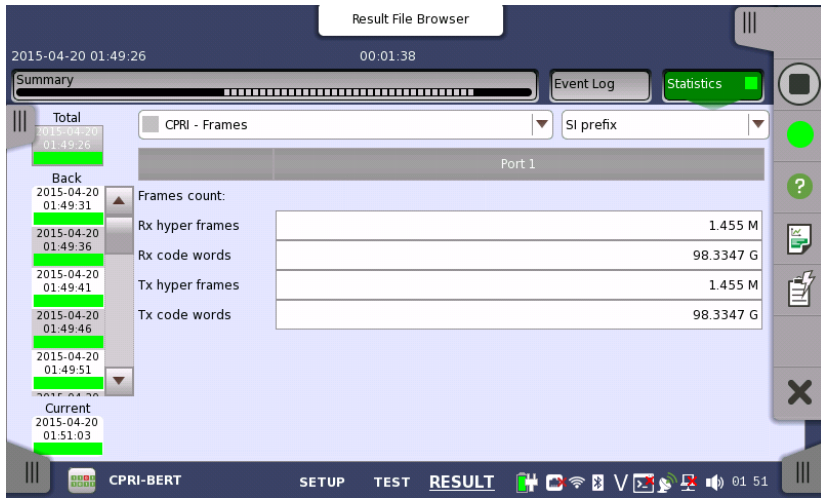 Result File Browser
2015-04-20 01:49:26 00:01:38
Summary Event Log Statistics
Total
2015-04-20
01:49:26
Back
2015-04-20
01:49:31
2015-04-20
01:49:36
2015-04-20
01:49:41
2015-04-20
01:49:46
2015-04-20
01:49:51
Current
2015-04-20
01:51:03
CPRI - Frames SI prefix
Port 1
Frames count:
Rx hyper frames 1.455 M
Rx code words 98.3347 G
Tx hyper frames 1.455 M
Tx code words 98.3347 G
CPRI-BERT SETUP TEST RESULT 01 51